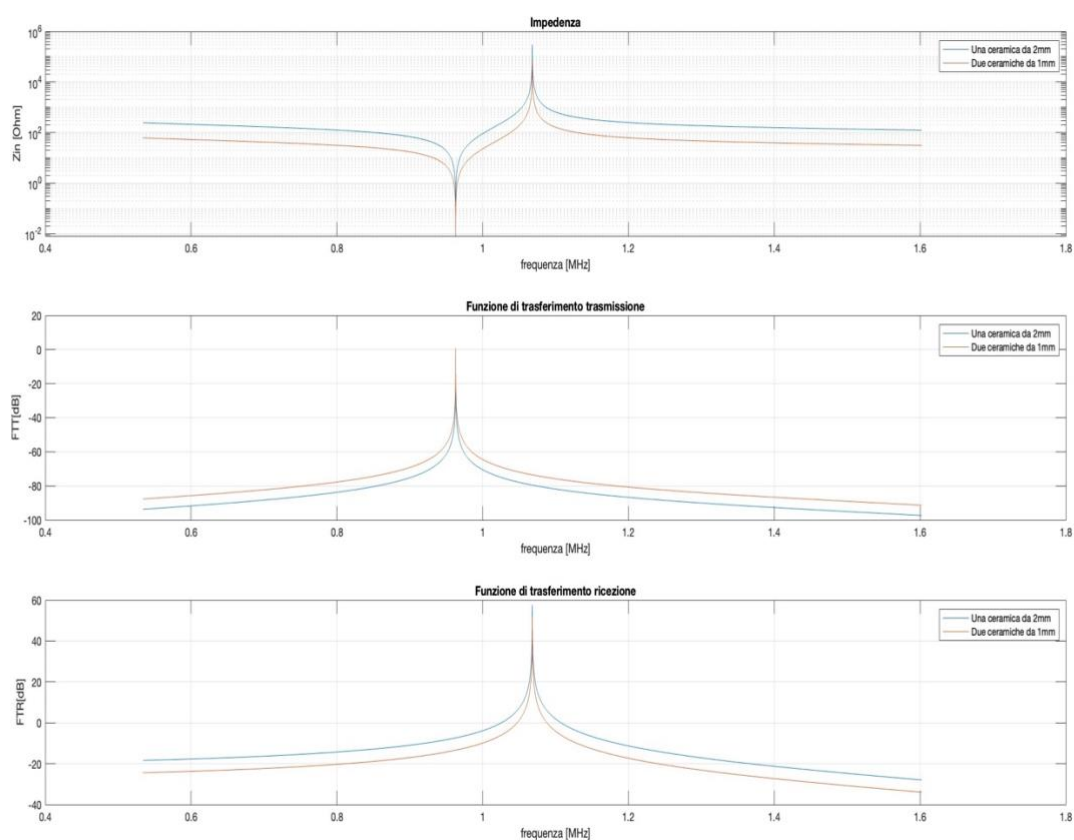 Impedenza
10^6
10^4
10^2
10^0
10^-2
Zin [Ohm]
Una ceramica da 2mm
Due ceramiche da 1mm
0.4 0.6 0.8 1 1.2 1.4 1.6 1.8
frequenza [MHz]
Funzione di trasferimento trasmissione
20
0
-20
-40
-60
-80
-100
FTT[dB]
Una ceramica da 2mm
Due ceramiche da 1mm
0.4 0.6 0.8 1 1.2 1.4 1.6 1.8
frequenza [MHz]
Funzione di trasferimento ricezione
60
40
20
0
-20
-40
FTR[dB]
Una ceramica da 2mm
Due ceramiche da 1mm
0.4 0.6 0.8 1 1.2 1.4 1.6 1.8
frequenza [MHz]